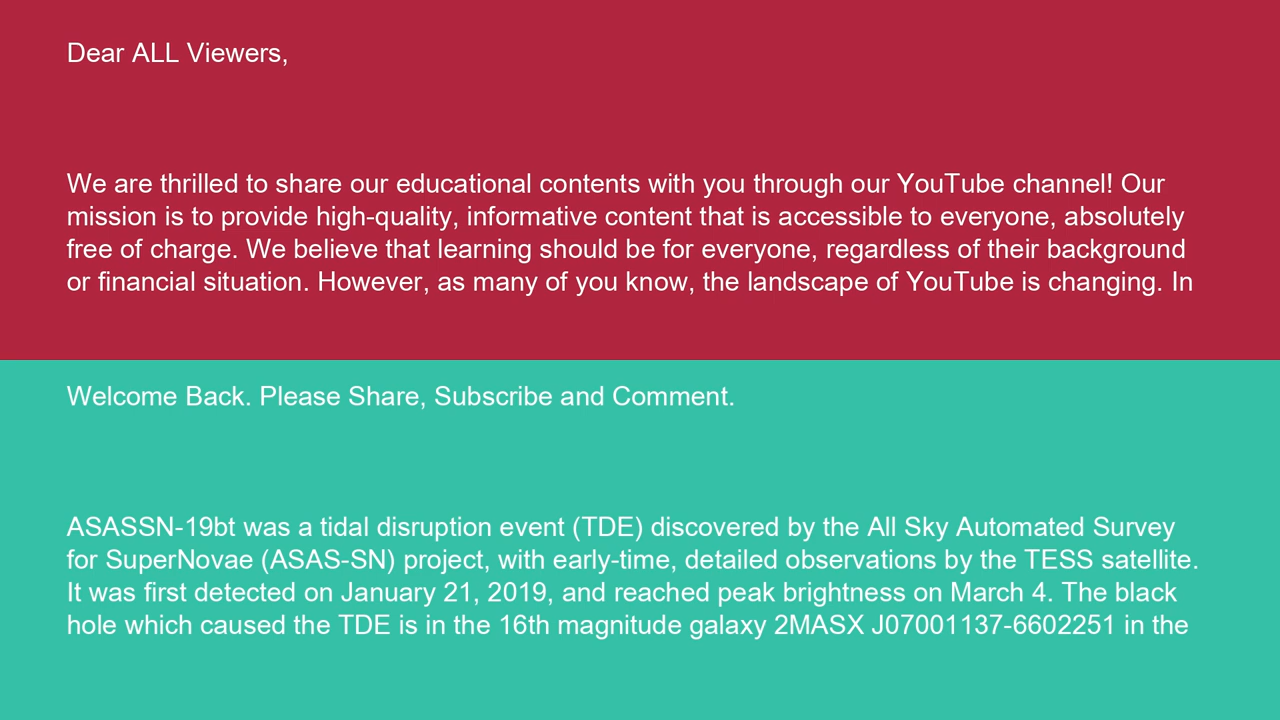 Dear ALL Viewers,
We are thrilled to share our educational contents with you through our YouTube channel! Our
mission is to provide high-quality, informative content that is accessible to everyone, absolutely
free of charge. We believe that learning should be for everyone, regardless of their background
or financial situation. However, as many of you know, the landscape of YouTube is changing. In
Welcome Back. Please Share, Subscribe and Comment.
ASASSN-19bt was a tidal disruption event (TDE) discovered by the All Sky Automated Survey
for SuperNovae (ASAS-SN) project, with early-time, detailed observations by the TESS satellite.
It was first detected on January 21, 2019, and reached peak brightness on March 4. The black
hole which caused the TDE is in the 16th magnitude galaxy 2MASX J07001137-6602251 in the